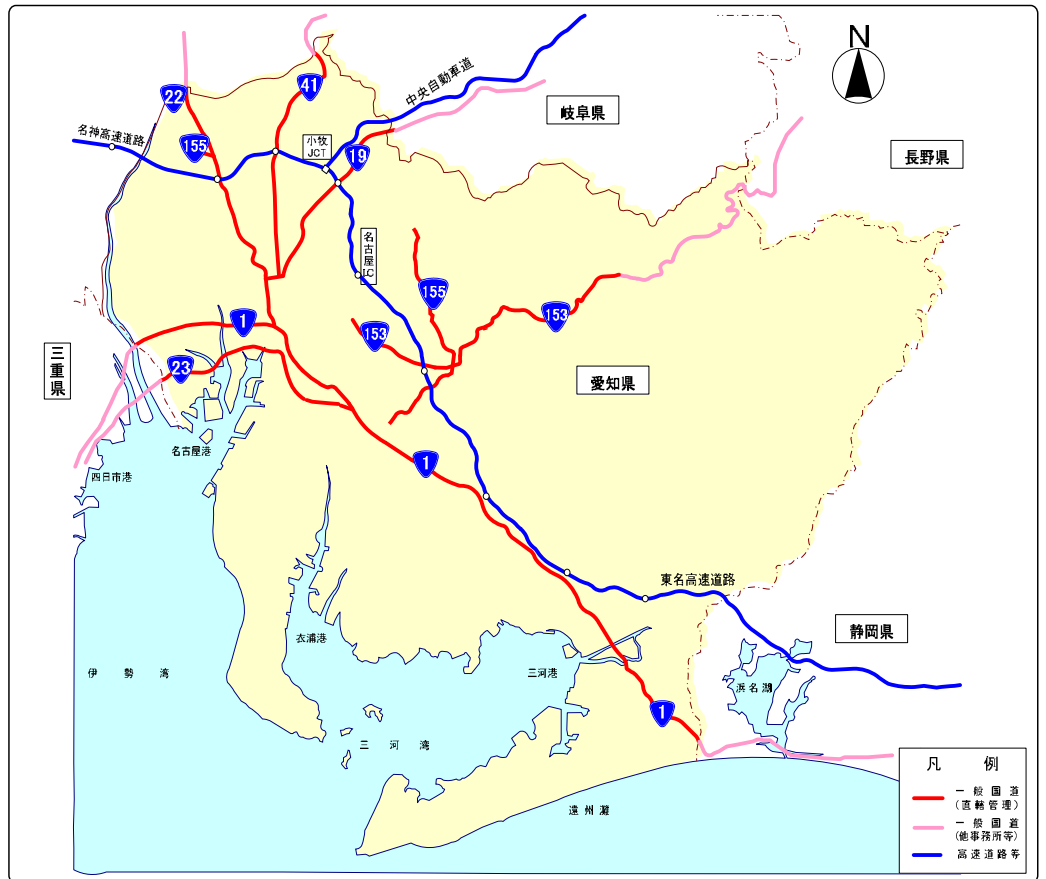 N
22
41
中央自動車道
岐阜県
名神高速道路
155
小牧
JCT
19
長野県
名古屋IC
155
1
153
153
三重県
23
愛知県
名古屋港
四日市港
1
東名高速道路
静岡県
衣浦港
伊勢湾
三河港
浜名湖
1
三河湾
遠州灘
凡例
一般国道
(直轄管理)
一般国道
(他事務所等)
高速道路等